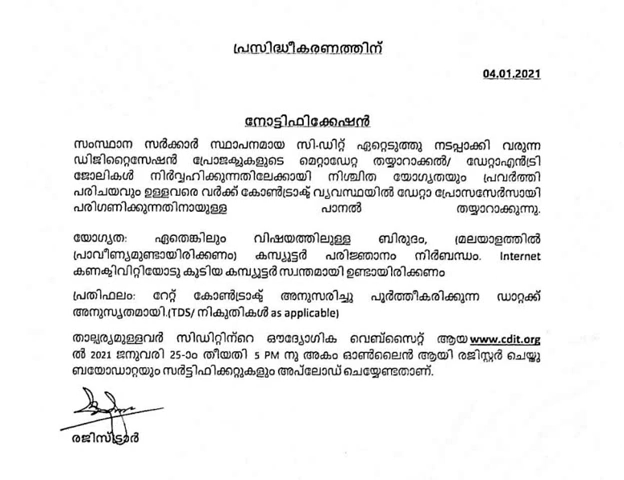 പ്രസിദ്ധീകരണത്തിന്
04.01.2021
നോട്ടിഫിക്കേഷൻ
സംസ്ഥാന സർക്കാർ സ്ഥാപനമായ സി-ഡിറ്റ് ഏറ്റെടുത്തു നടപ്പാക്കി വരുന്ന
ഡിജിറ്റൈസേഷൻ പ്രോജക്ടുകളുടെ മെറ്റാഡേറ്റ തയ്യാറാക്കൽ/ ഡേറ്റാഎൻട്രി
ജോലികൾ നിർവ്വഹിക്കുന്നതിലേക്കായി നിശ്ചിത യോഗ്യതയും പ്രവർത്തി
പരിചയവും ഉള്ളവരെ വർക്ക് കോൺട്രാക്ട് വ്യവസ്ഥയിൽ ഡേറ്റാ പ്രോസസേർസായി
പരിഗണിക്കുന്നതിനായുള്ള പാനൽ തയ്യാറാക്കുന്നു.
യോഗ്യത: ഏതെങ്കിലും വിഷയത്തിലുള്ള ബിരുദം, (മലയാളത്തിൽ
പ്രാവീണ്യമുണ്ടായിരിക്കണം) കമ്പ്യൂട്ടർ പരിജ്ഞാനം നിർബന്ധം. Internet
കണക്ടിവിറ്റിയോടു കൂടിയ കമ്പ്യൂട്ടർ സ്വന്തമായി ഉണ്ടായിരിക്കണം
പ്രതിഫലം: റേറ്റ് കോൺട്രാക്ട് അനുസരിച്ചു പൂർത്തീകരിക്കുന്ന ഡാറ്റക്ക്
അനുസൃതമായി.(TDS/ നികുതികൾ as applicable)
താല്പര്യമുള്ളവർ സിഡിറ്റിന്റെ ഔദ്യോഗിക വെബ്സൈറ്റ് ആയ www.cdit.org
ൽ 2021 ജനുവരി 25-ാം തീയതി 5 PM നു അകം ഓൺലൈൻ ആയി രജിസ്റ്റർ ചെയ്തു
ബയോഡാറ്റയും സർട്ടിഫിക്കറ്റുകളും അപ്‌ലോഡ് ചെയ്യേണ്ടതാണ്.
രജിസ്ട്രാർ